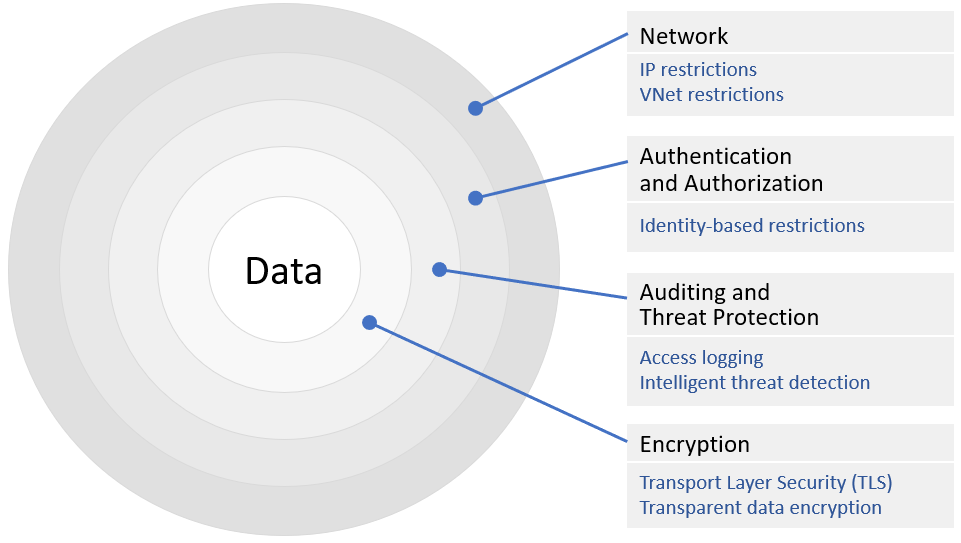 Data
Network
IP restrictions
VNet restrictions
Authentication
and Authorization
Identity-based restrictions
Auditing and
Threat Protection
Access logging
Intelligent threat detection
Encryption
Transport Layer Security (TLS)
Transparent data encryption